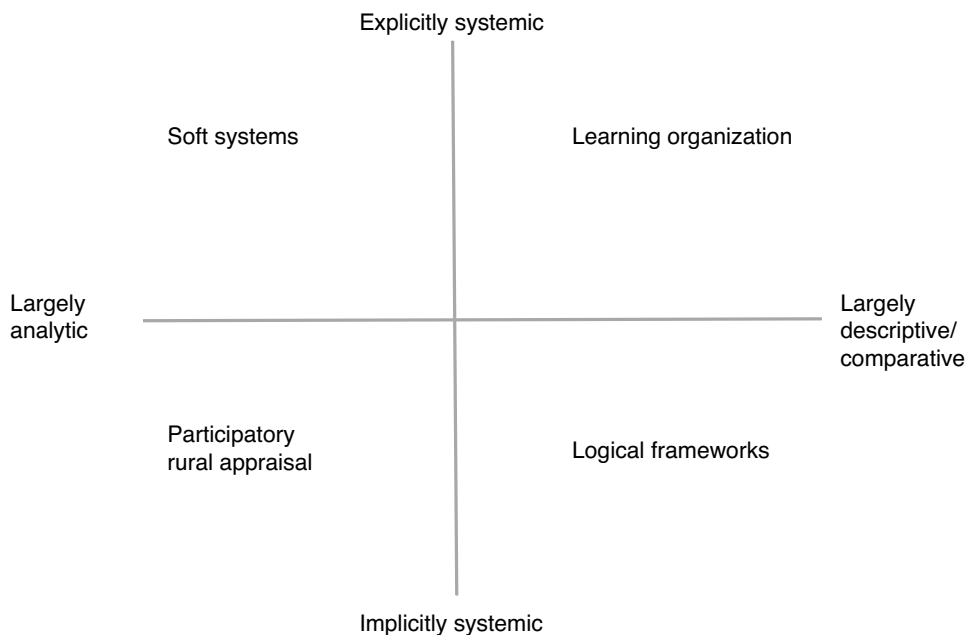 Explicitly systemic
Soft systems
Learning organization
Largely
analytic
Largely
descriptive/
comparative
Participatory
rural appraisal
Logical frameworks
Implicitly systemic